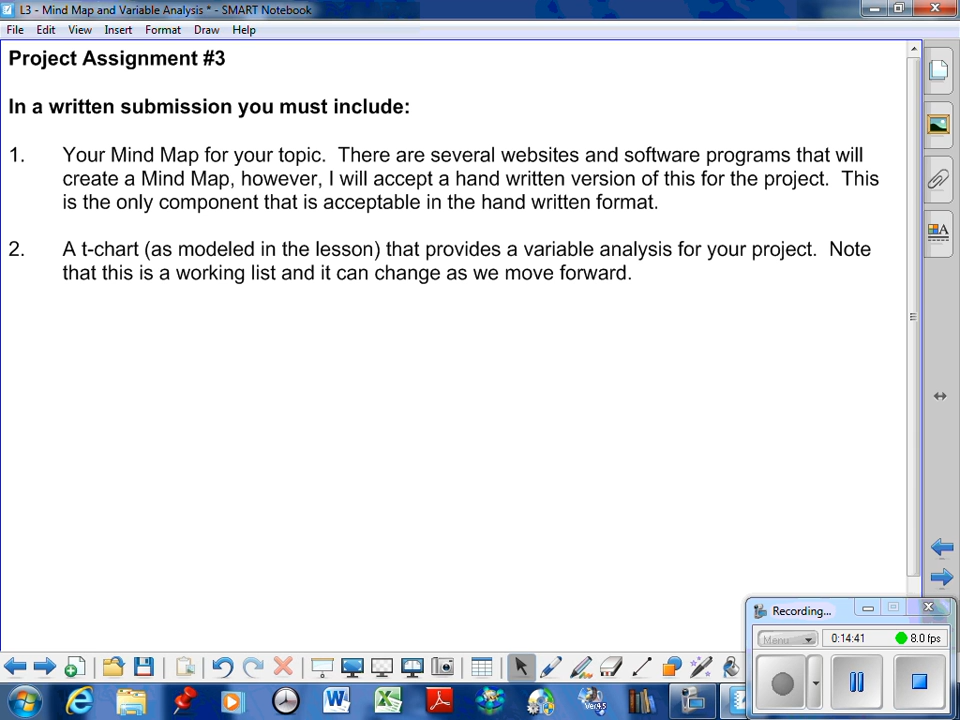 L3 - Mind Map and Variable Analysis * - SMART Notebook
File Edit View Insert Format Draw Help
Project Assignment #3
In a written submission you must include:
1. Your Mind Map for your topic. There are several websites and software programs that will
create a Mind Map, however, I will accept a hand written version of this for the project. This
is the only component that is acceptable in the hand written format.
2. A t-chart (as modeled in the lesson) that provides a variable analysis for your project. Note
that this is a working list and it can change as we move forward.
Recording...
Menu 0:14:41 8.0 fps
Ver4.5